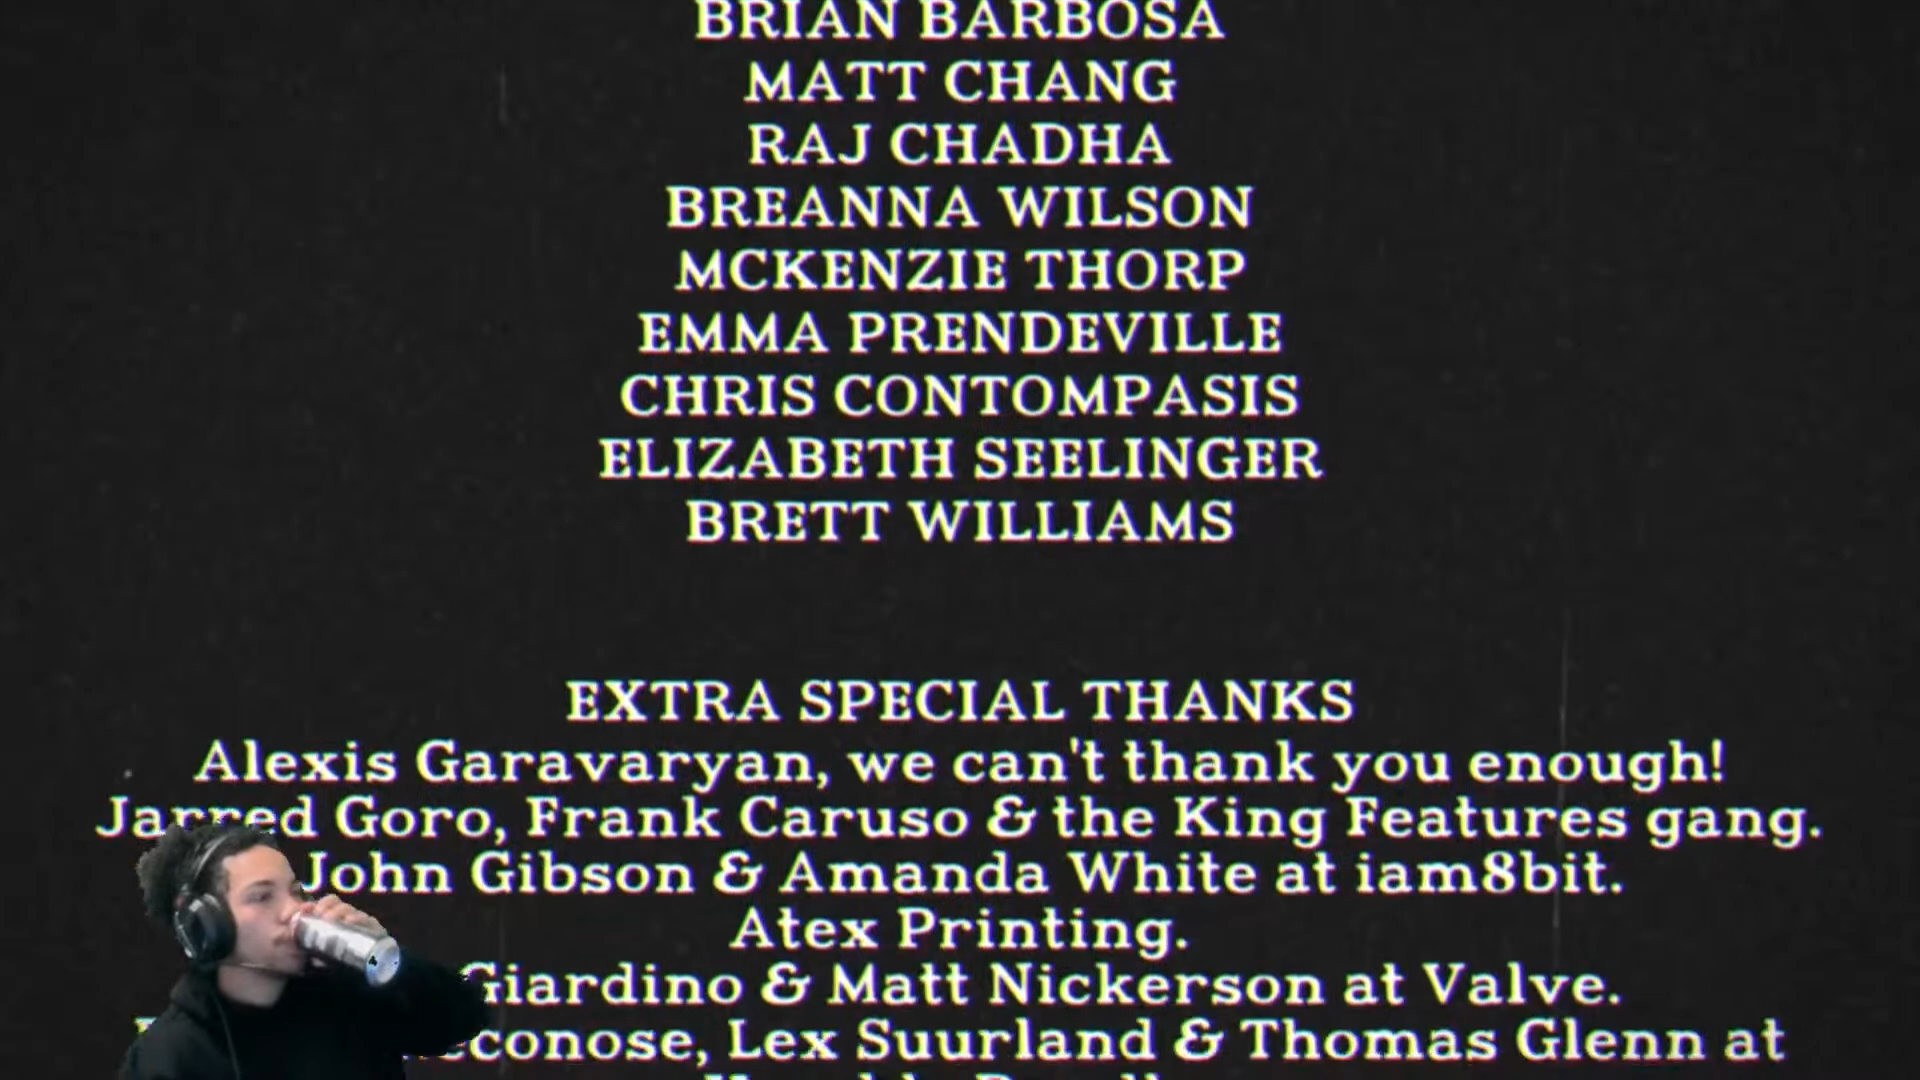 BRIAN BARBOSA
MATT CHANG
RAJ CHADHA
BREANNA WILSON
MCKENZIE THORP
EMMA PRENDEVILLE
CHRIS CONTOMPASIS
ELIZABETH SEELINGER
BRETT WILLIAMS
EXTRA SPECIAL THANKS
Alexis Garavaryan, we can't thank you enough!
Jarred Goro, Frank Caruso & the King Features gang.
John Gibson & Amanda White at iam8bit.
Atex Printing.
Giardino & Matt Nickerson at Valve.
Lex Suurland & Thomas Glenn at